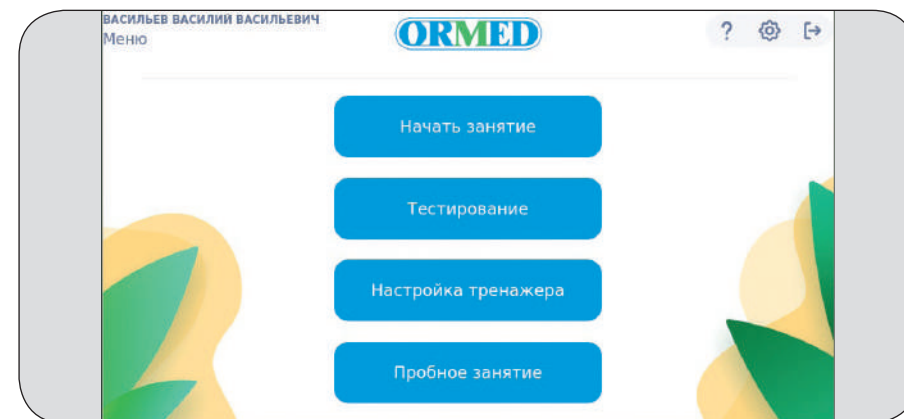 ВАСИЛЬЕВ ВАСИЛИЙ ВАСИЛЬЕВИЧ
Меню
ORMED
?
Начать занятие
Тестирование
Настройка тренажера
Пробное занятие